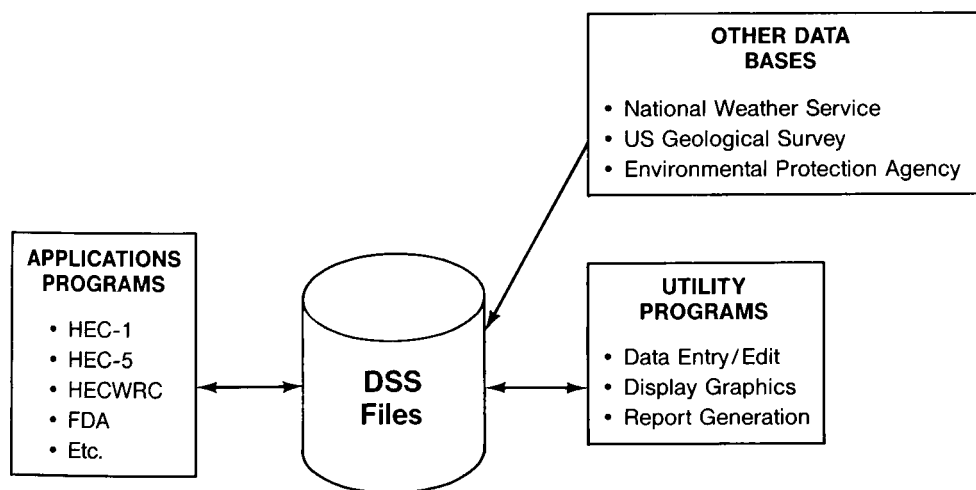 OTHER DATA
BASES
• National Weather Service
• US Geological Survey
• Environmental Protection Agency
APPLICATIONS
PROGRAMS
• HEC-1
• HEC-5
• HECWRC
• FDA
• Etc.
DSS
Files
UTILITY
PROGRAMS
• Data Entry/Edit
• Display Graphics
• Report Generation